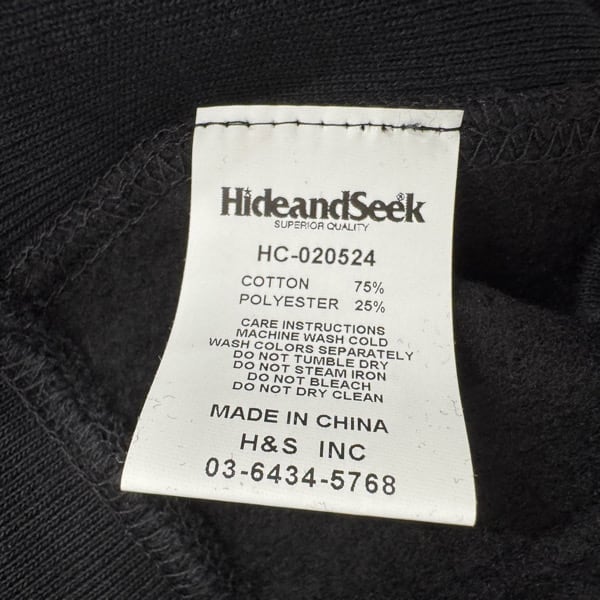 HideandSeek®
SUPERIOR QUALITY
HC-020524
COTTON 75%
POLYESTER 25%
CARE INSTRUCTIONS
MACHINE WASH COLD
WASH COLORS SEPARATELY
DO NOT TUMBLE DRY
DO NOT STEAM IRON
DO NOT BLEACH
DO NOT DRY CLEAN
MADE IN CHINA
H&S INC
03-6434-5768